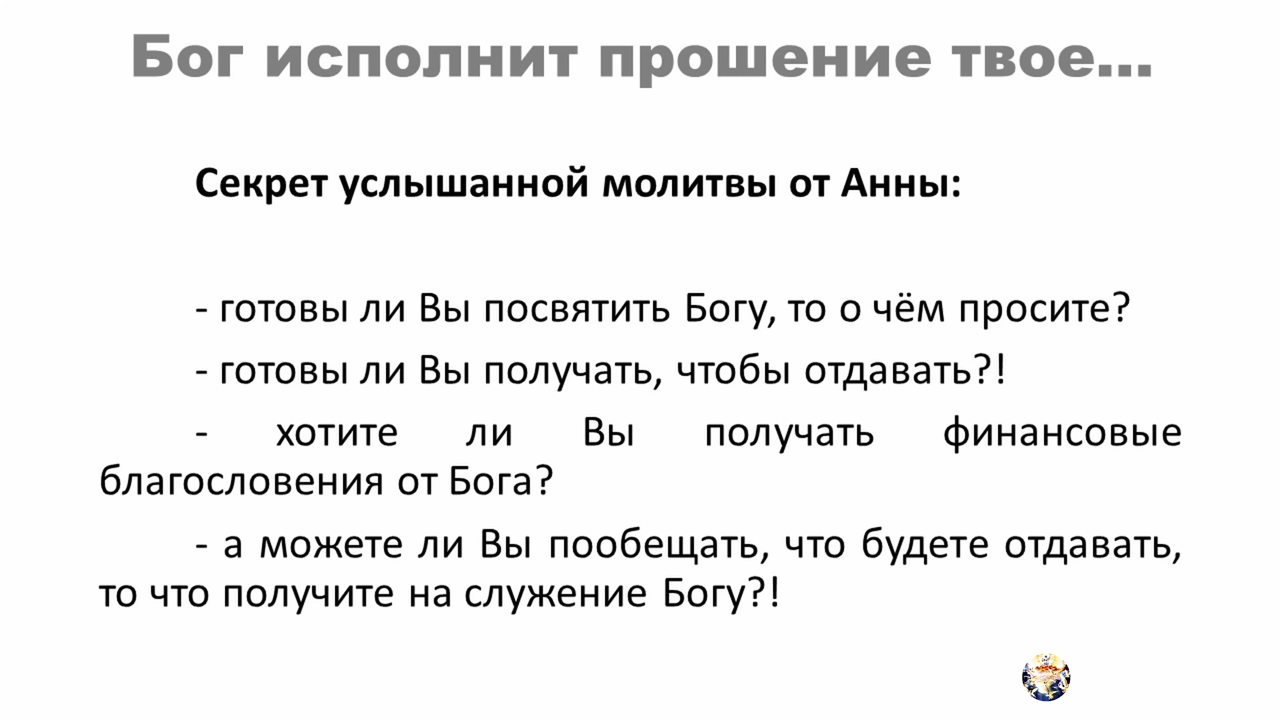 Бог исполнит прошение твое...
Секрет услышанной молитвы от Анны:
- готовы ли Вы посвятить Богу, то о чём просите?
- готовы ли Вы получать, чтобы отдавать?!
- хотите ли Вы получать финансовые
благословения от Бога?
- а можете ли Вы пообещать, что будете отдавать,
то что получите на служение Богу?!